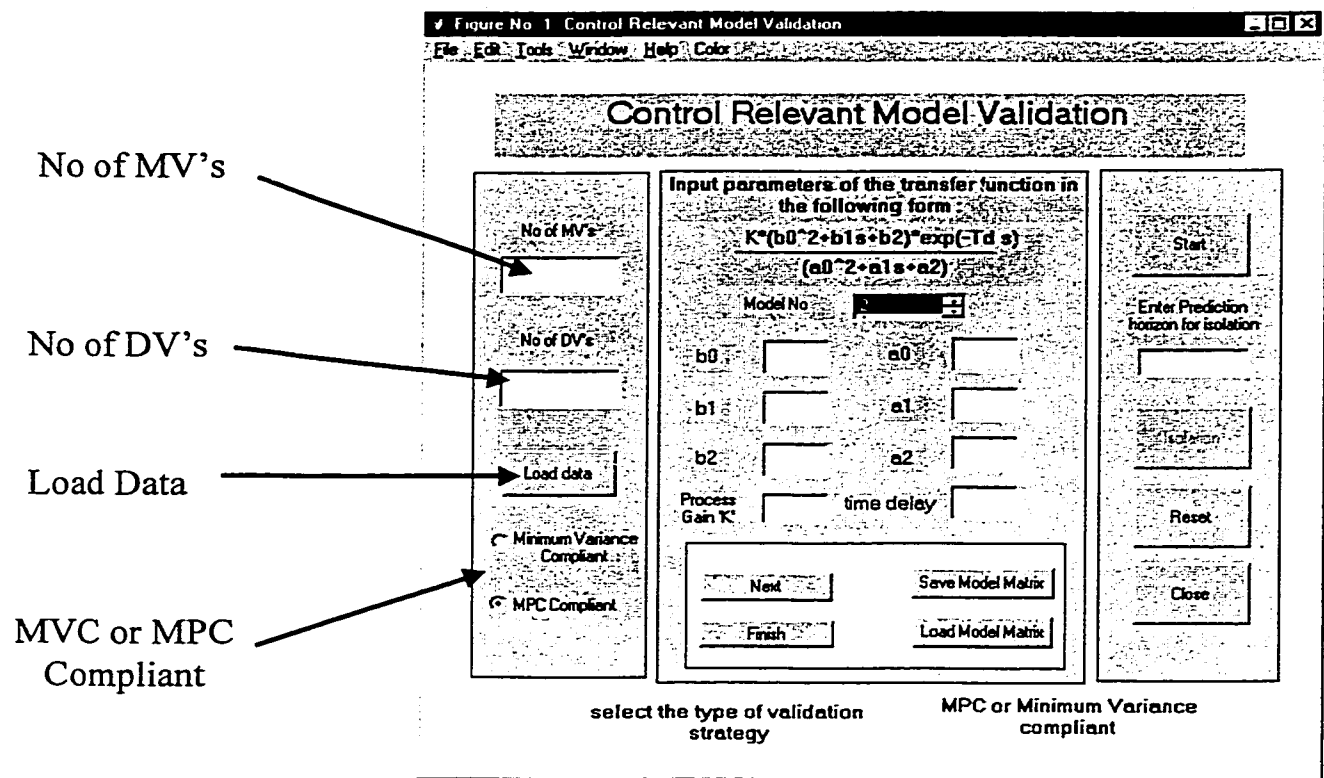 Figure No. 1 Control Relevant Model Validation
File Edit Tools Window Help Color
Control Relevant Model Validation
No of MV's
No of DV's
Load Data
MVC or MPC
Compliant
No of MV's
No of DV's
Load data
Minimum Variance
Compliant
MPC Compliant
Input parameters of the transfer function in
the following form :
K*(b0^2+b1s+b2)*exp(-Td s)
(a0^2+a1s+a2)
Model No
b0 a0
b1 a1
b2 a2
Process
Gain 'K' time delay
Next Save Model Matrix
Finish Load Model Matrix
Start
Enter Prediction
horizon for isolation
Isolation
Reset
Close
select the type of validation
strategy
MPC or Minimum Variance
compliant